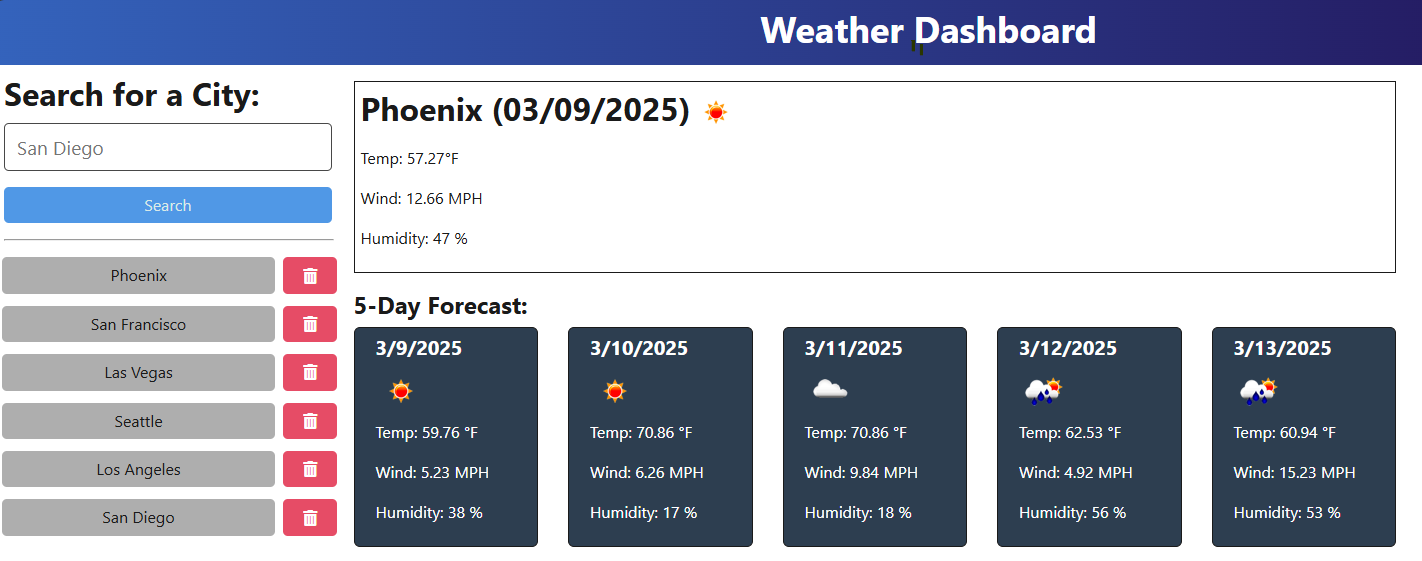 Weather Dashboard
Search for a City:
San Diego
Search
Phoenix
San Francisco
Las Vegas
Seattle
Los Angeles
San Diego
Phoenix (03/09/2025)
Temp: 57.27°F
Wind: 12.66 MPH
Humidity: 47 %
5-Day Forecast:
3/9/2025
Temp: 59.76 °F
Wind: 5.23 MPH
Humidity: 38 %
3/10/2025
Temp: 70.86 °F
Wind: 6.26 MPH
Humidity: 17 %
3/11/2025
Temp: 70.86 °F
Wind: 9.84 MPH
Humidity: 18 %
3/12/2025
Temp: 62.53 °F
Wind: 4.92 MPH
Humidity: 56 %
3/13/2025
Temp: 60.94 °F
Wind: 15.23 MPH
Humidity: 53 %